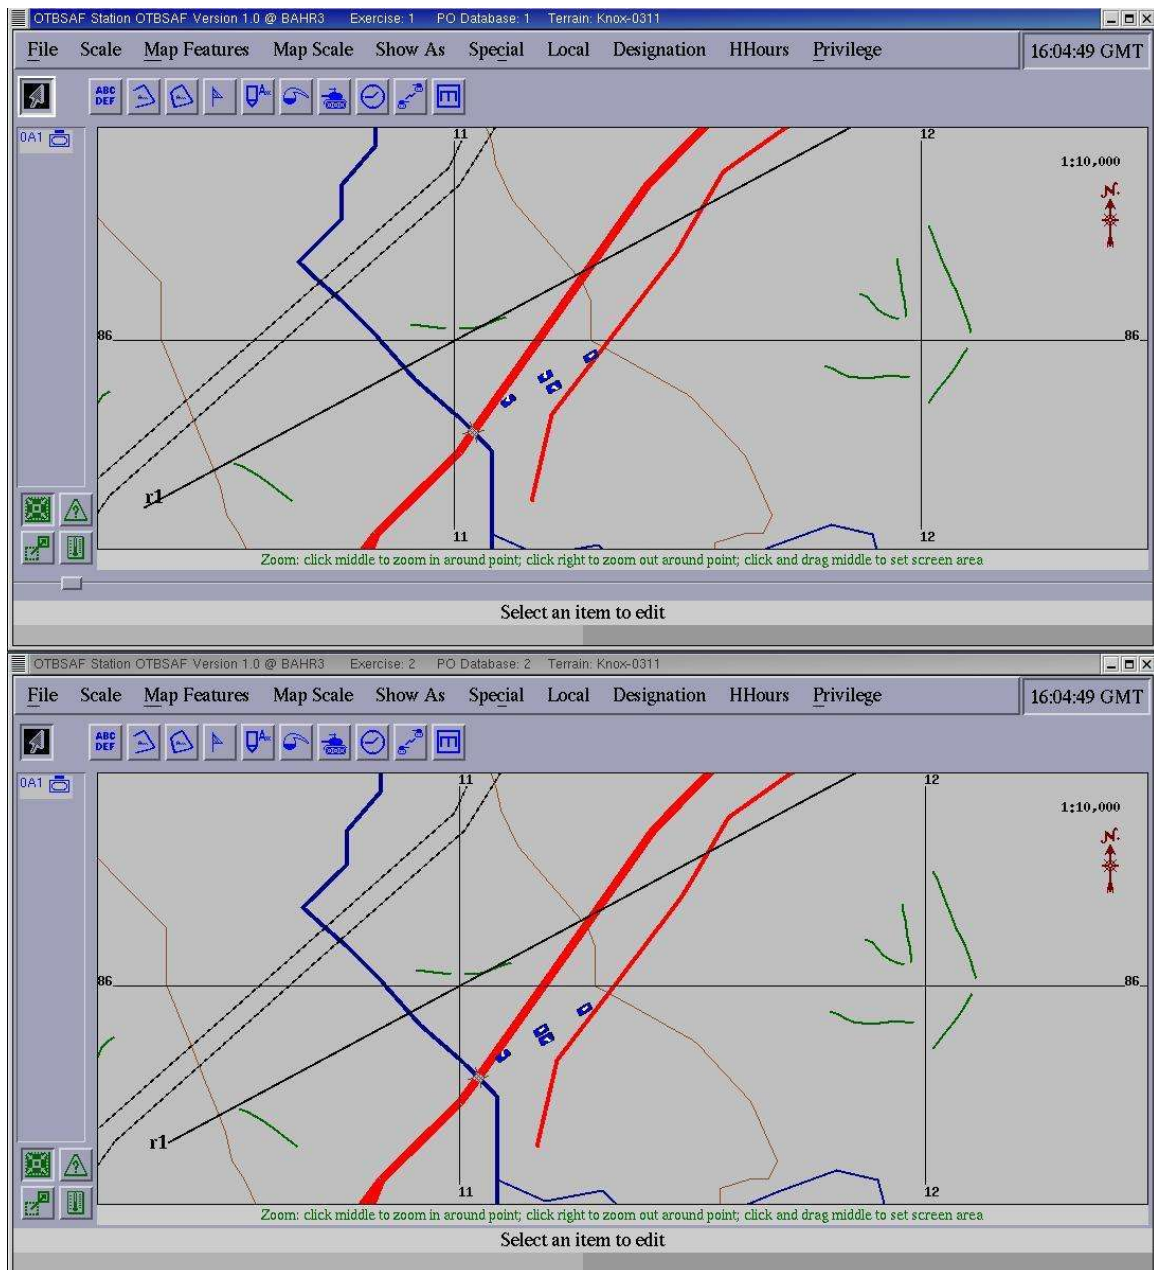 OTBSAF Station OTBSAF Version 1.0 @ BAHR3 Exercise: 1 PO Database: 1 Terrain: Knox-0311
File Scale Map Features Map Scale Show As Special Local Designation HHours Privilege 16:04:49 GMT
ABC
DEF
0A1
11 12
1:10,000
N
86 86
r1
11 12
Zoom: click middle to zoom in around point; click right to zoom out around point; click and drag middle to set screen area
Select an item to edit
OTBSAF Station OTBSAF Version 1.0 @ BAHR3 Exercise: 2 PO Database: 2 Terrain: Knox-0311
File Scale Map Features Map Scale Show As Special Local Designation HHours Privilege 16:04:49 GMT
ABC
DEF
0A1
11 12
1:10,000
N
86 86
r1
11 12
Zoom: click middle to zoom in around point; click right to zoom out around point; click and drag middle to set screen area
Select an item to edit